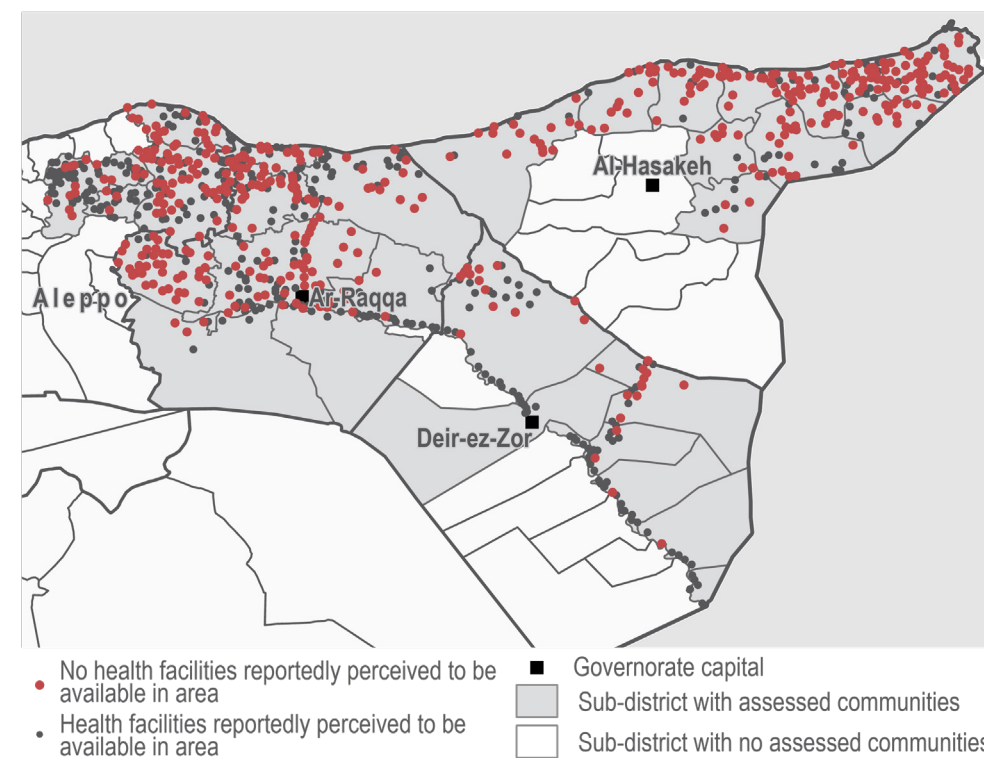 Al-Hasakeh
Aleppo
Ar-Raqqa
Deir-ez-Zor
No health facilities reportedly perceived to be
available in area
Health facilities reportedly perceived to be
available in area
Governorate capital
Sub-district with assessed communities
Sub-district with no assessed communities